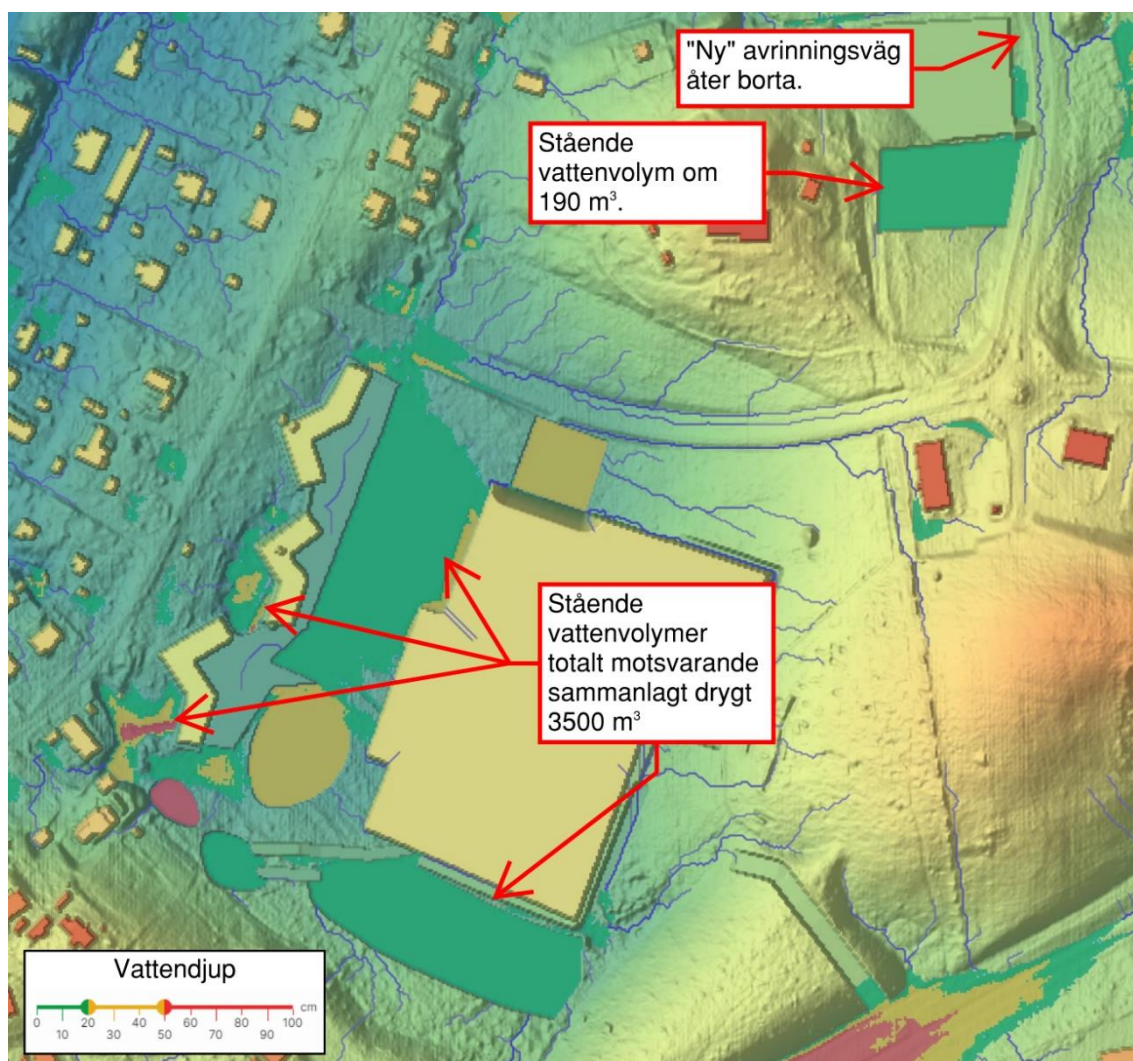 "Ny" avrinningsväg
åter borta.
Stående
vattenvolym om
190 m³.
Stående
vattenvolymer
totalt motsvarande
sammanlagt drygt
3500 m³
Vattendjup
cm
0 20 40 60 80 100
10 30 50 70 90